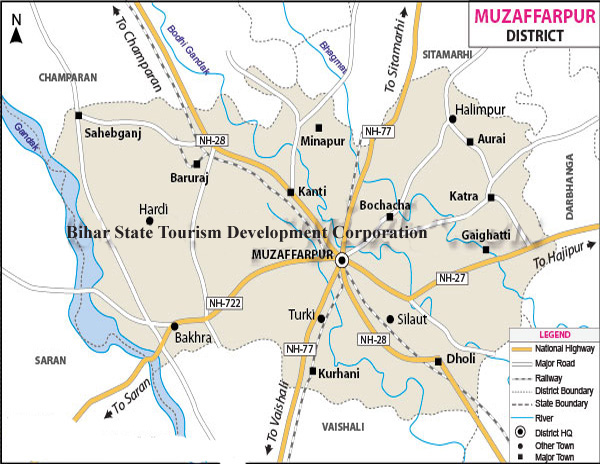 MUZAFFARPUR
DISTRICT
N
To Champaran
Bodhi Gandak
Bhagmai
To Sitamarhi
SITAMARHI
CHAMPARAN
Gandak
Sahebganj
NH-28
Minapur
NH-77
Halimpur
Aurai
Baruraj
Kanti
Katra
DARBHANGA
Hardi
Bochacha
Bihar State Tourism Development Corporation
Gaighatti
MUZAFFARPUR
To Hajipur
NH-27
NH-722
Turki
Silaut
Bakhra
NH-28
NH-77
Dholi
SARAN
Kurhani
To Saran
To Vaishali
VAISHALI
LEGEND
National Highway
Major Road
Railway
District Boundary
State Boundary
River
District HQ
Other Town
Major Town